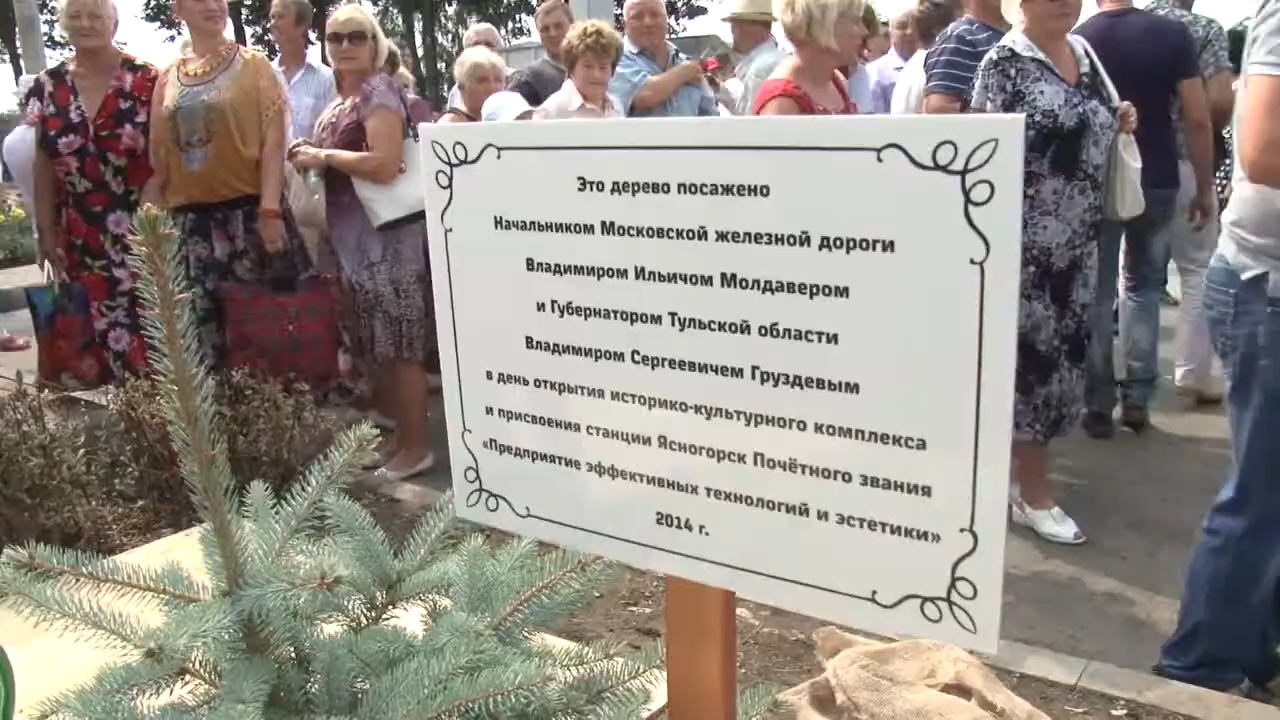 Это дерево посажено
Начальником Московской железной дороги
Владимиром Ильичом Молдавером
и Губернатором Тульской области
Владимиром Сергеевичем Груздевым
в день открытия историко-культурного комплекса
и присвоения станции Ясногорск Почётного звания
«Предприятие эффективных технологий и эстетики»
2014 г.